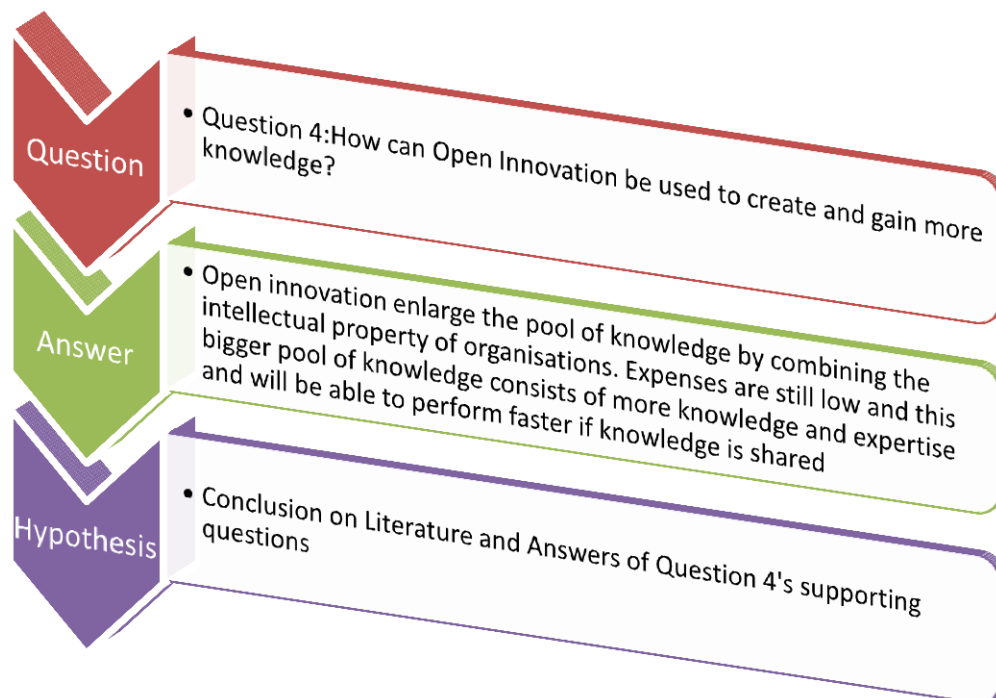 Question
• Question 4:How can Open Innovation be used to create and gain more
knowledge?
Answer
• Open innovation enlarge the pool of knowledge by combining the
intellectual property of organisations. Expenses are still low and this
bigger pool of knowledge consists of more knowledge and expertise
and will be able to perform faster if knowledge is shared
Hypothesis
• Conclusion on Literature and Answers of Question 4's supporting
questions